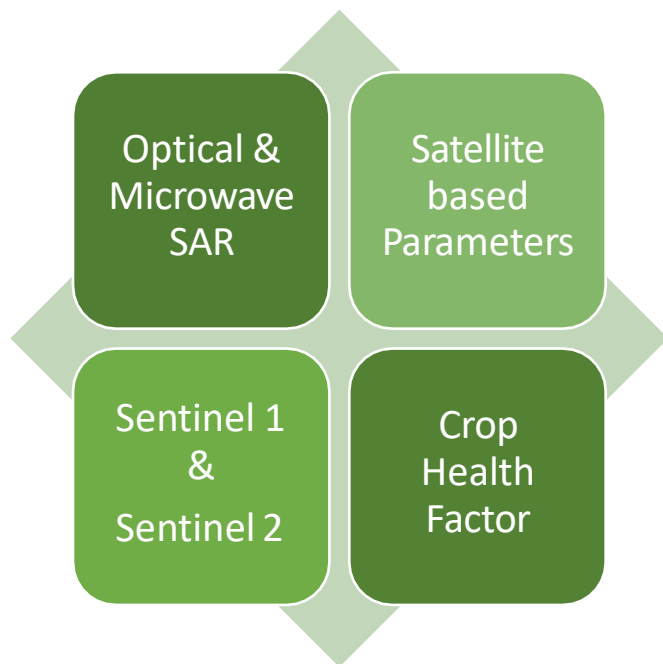 Optical &
Microwave
SAR
Satellite
based
Parameters
Sentinel 1
&
Sentinel 2
Crop
Health
Factor